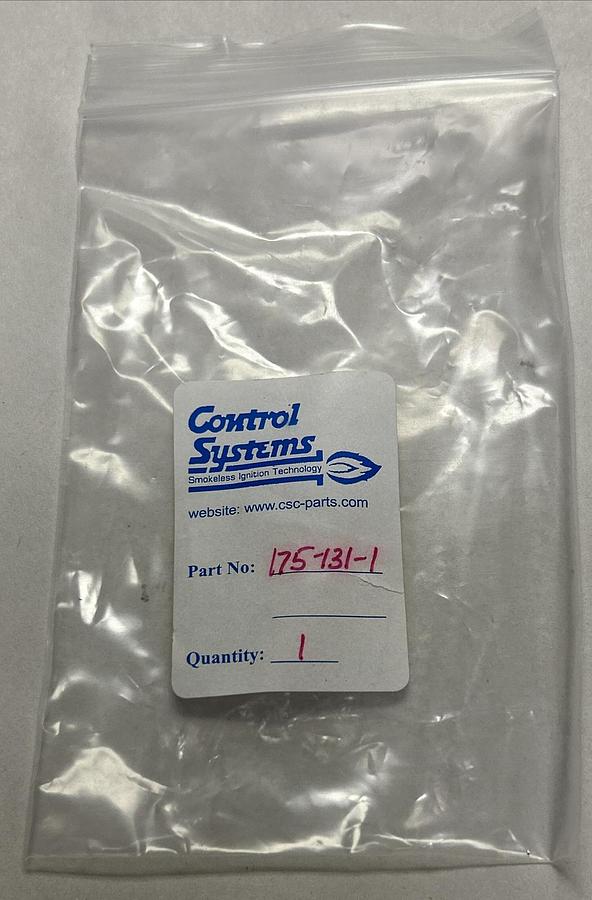 Control
Systems
Smokeless Ignition Technology
website: www.csc-parts.com
Part No: 175-131-1
Quantity: 1